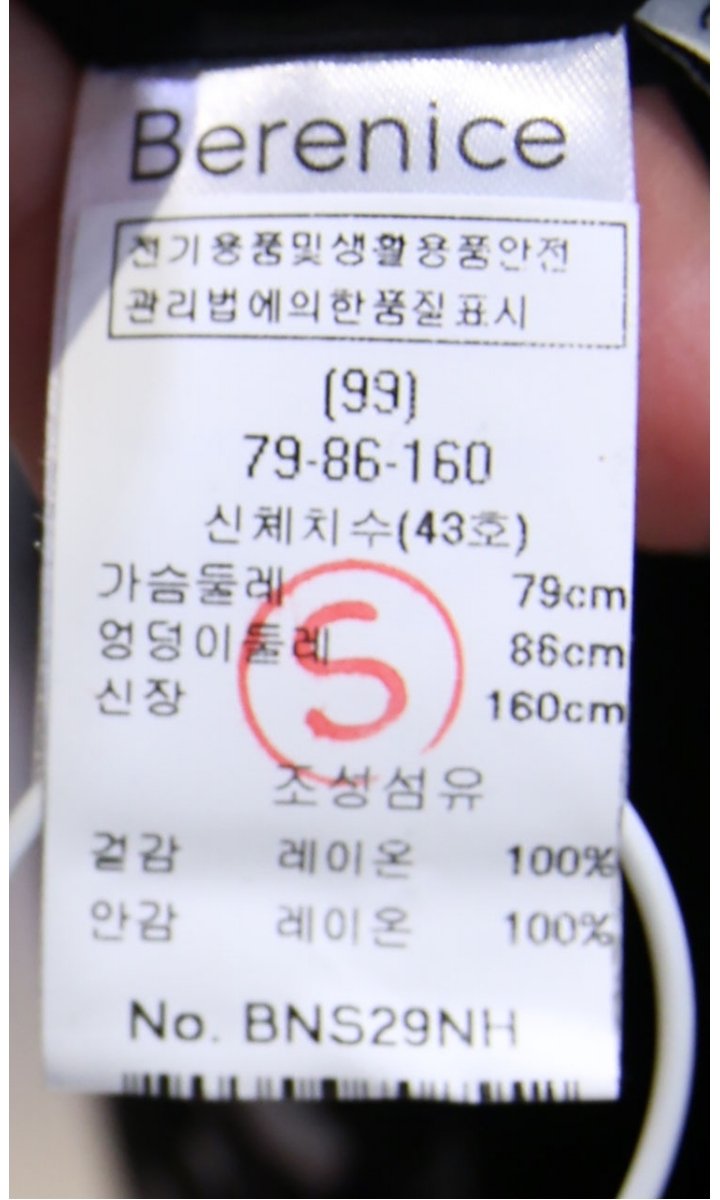 Berenice
전기용품및생활용품안전
관리법에의한품질표시
(99)
79-86-160
신체치수(43호)
가슴둘레 79cm
엉덩이둘레 86cm
신장 160cm
S
조성섬유
겉감 레이온 100%
안감 레이온 100%
No. BNS29NH